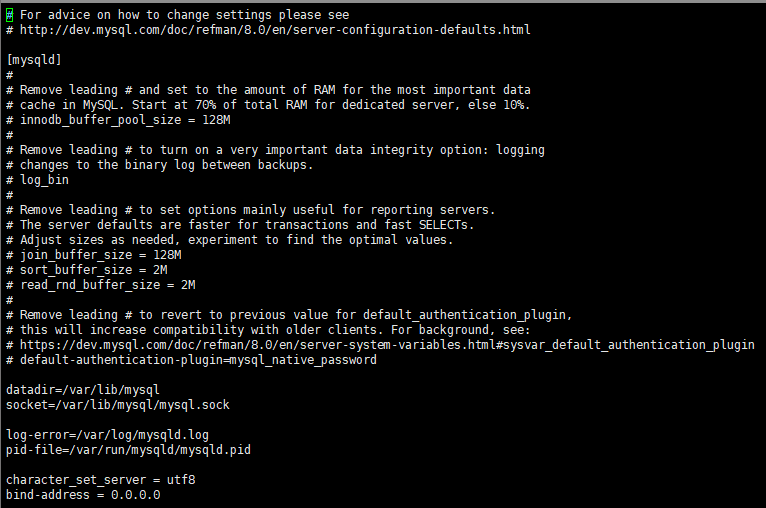 # For advice on how to change settings please see
# http://dev.mysql.com/doc/refman/8.0/en/server-configuration-defaults.html

[mysqld]
#
# Remove leading # and set to the amount of RAM for the most important data
# cache in MySQL. Start at 70% of total RAM for dedicated server, else 10%.
# innodb_buffer_pool_size = 128M
#
# Remove leading # to turn on a very important data integrity option: logging
# changes to the binary log between backups.
# log_bin
#
# Remove leading # to set options mainly useful for reporting servers.
# The server defaults are faster for transactions and fast SELECTs.
# Adjust sizes as needed, experiment to find the optimal values.
# join_buffer_size = 128M
# sort_buffer_size = 2M
# read_rnd_buffer_size = 2M
#
# Remove leading # to revert to previous value for default_authentication_plugin,
# this will increase compatibility with older clients. For background, see:
# https://dev.mysql.com/doc/refman/8.0/en/server-system-variables.html#sysvar_default_authentication_plugin
# default-authentication-plugin=mysql_native_password

datadir=/var/lib/mysql
socket=/var/lib/mysql/mysql.sock

log-error=/var/log/mysqld.log
pid-file=/var/run/mysqld/mysqld.pid

character_set_server = utf8
bind-address = 0.0.0.0